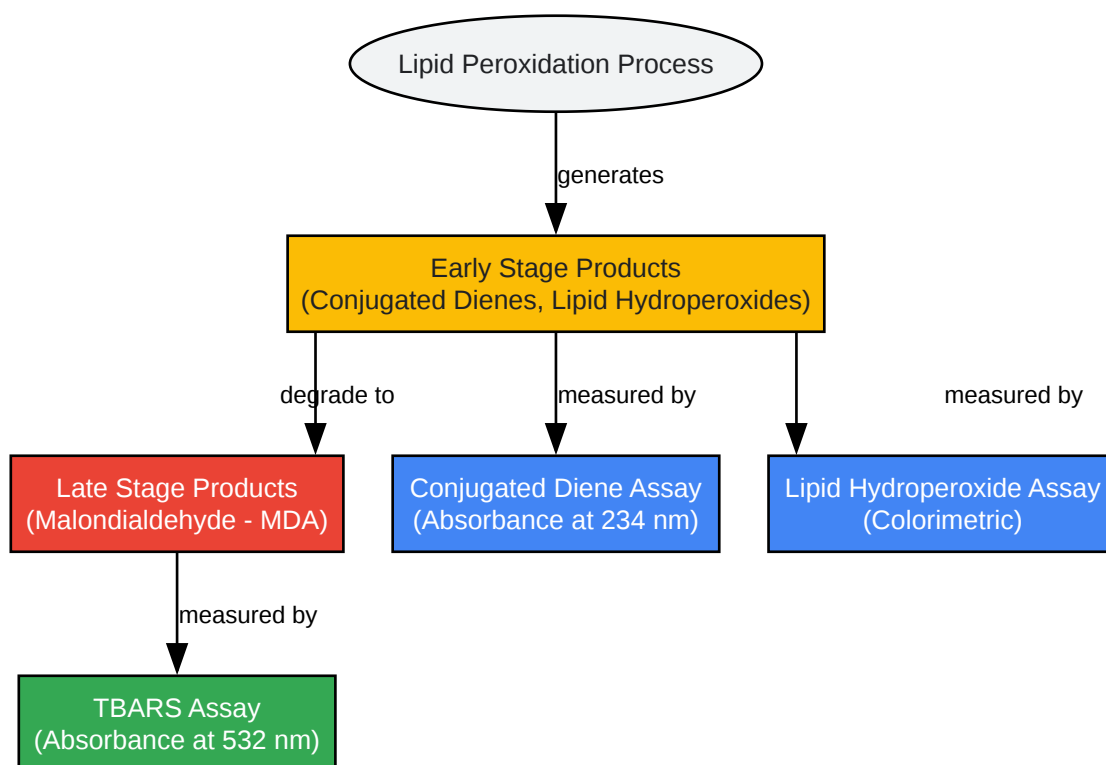 Lipid Peroxidation Process
generates
Early Stage Products
(Conjugated Dienes, Lipid Hydroperoxides)
degrade to
measured by
measured by
Late Stage Products
(Malondialdehyde - MDA)
Conjugated Diene Assay
(Absorbance at 234 nm)
Lipid Hydroperoxide Assay
(Colorimetric)
measured by
TBARS Assay
(Absorbance at 532 nm)